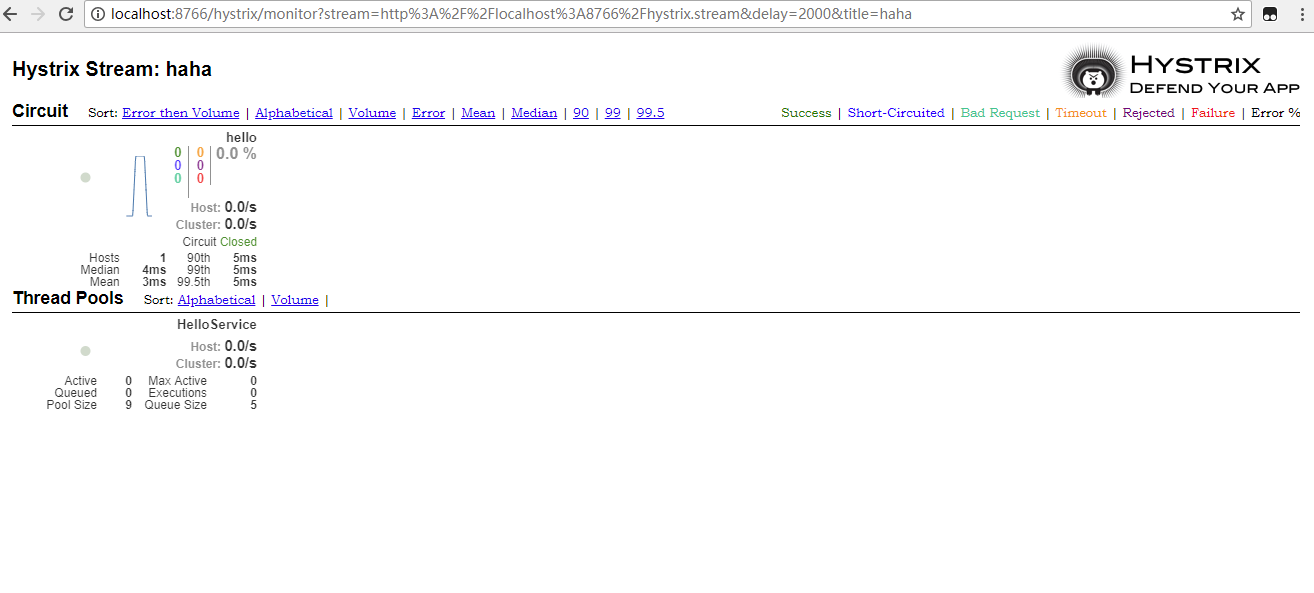 localhost:8766/hystrix/monitor?stream=http%3A%2F%2Flocalhost%3A8766%2Fhystrix.stream&delay=2000&title=haha
Hystrix Stream: haha
HYSTRIX
DEFEND YOUR APP
Circuit Sort: Error then Volume | Alphabetical | Volume | Error | Mean | Median | 90 | 99 | 99.5
Success | Short-Circuited | Bad Request | Timeout | Rejected | Failure | Error %
hello
0 0 0.0 %
0 0
0 0
Host: 0.0/s
Cluster: 0.0/s
Circuit Closed
Hosts 1 90th 5ms
Median 4ms 99th 5ms
Mean 3ms 99.5th 5ms
Thread Pools Sort: Alphabetical | Volume |
HelloService
Host: 0.0/s
Cluster: 0.0/s
Active 0 Max Active 0
Queued 0 Executions 0
Pool Size 9 Queue Size 5